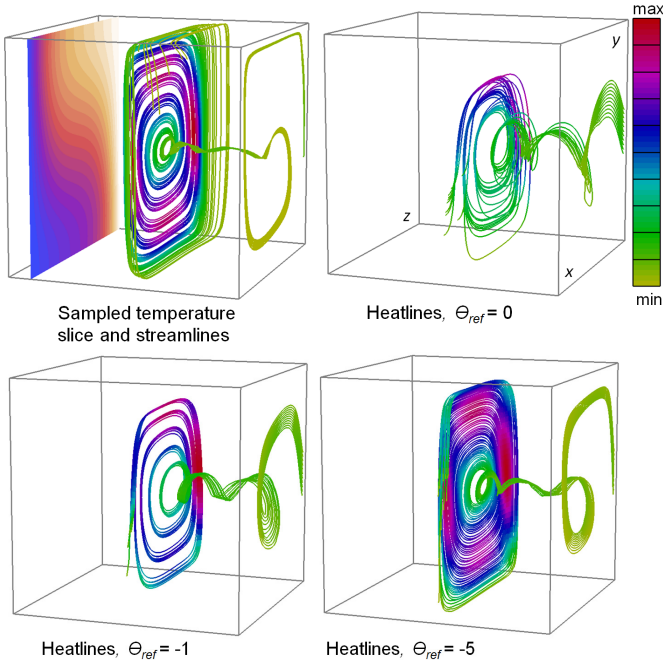 max
y
z
x
min
Sampled temperature
slice and streamlines
Heatlines, Θref = 0
Heatlines, Θref = -1
Heatlines, Θref = -5